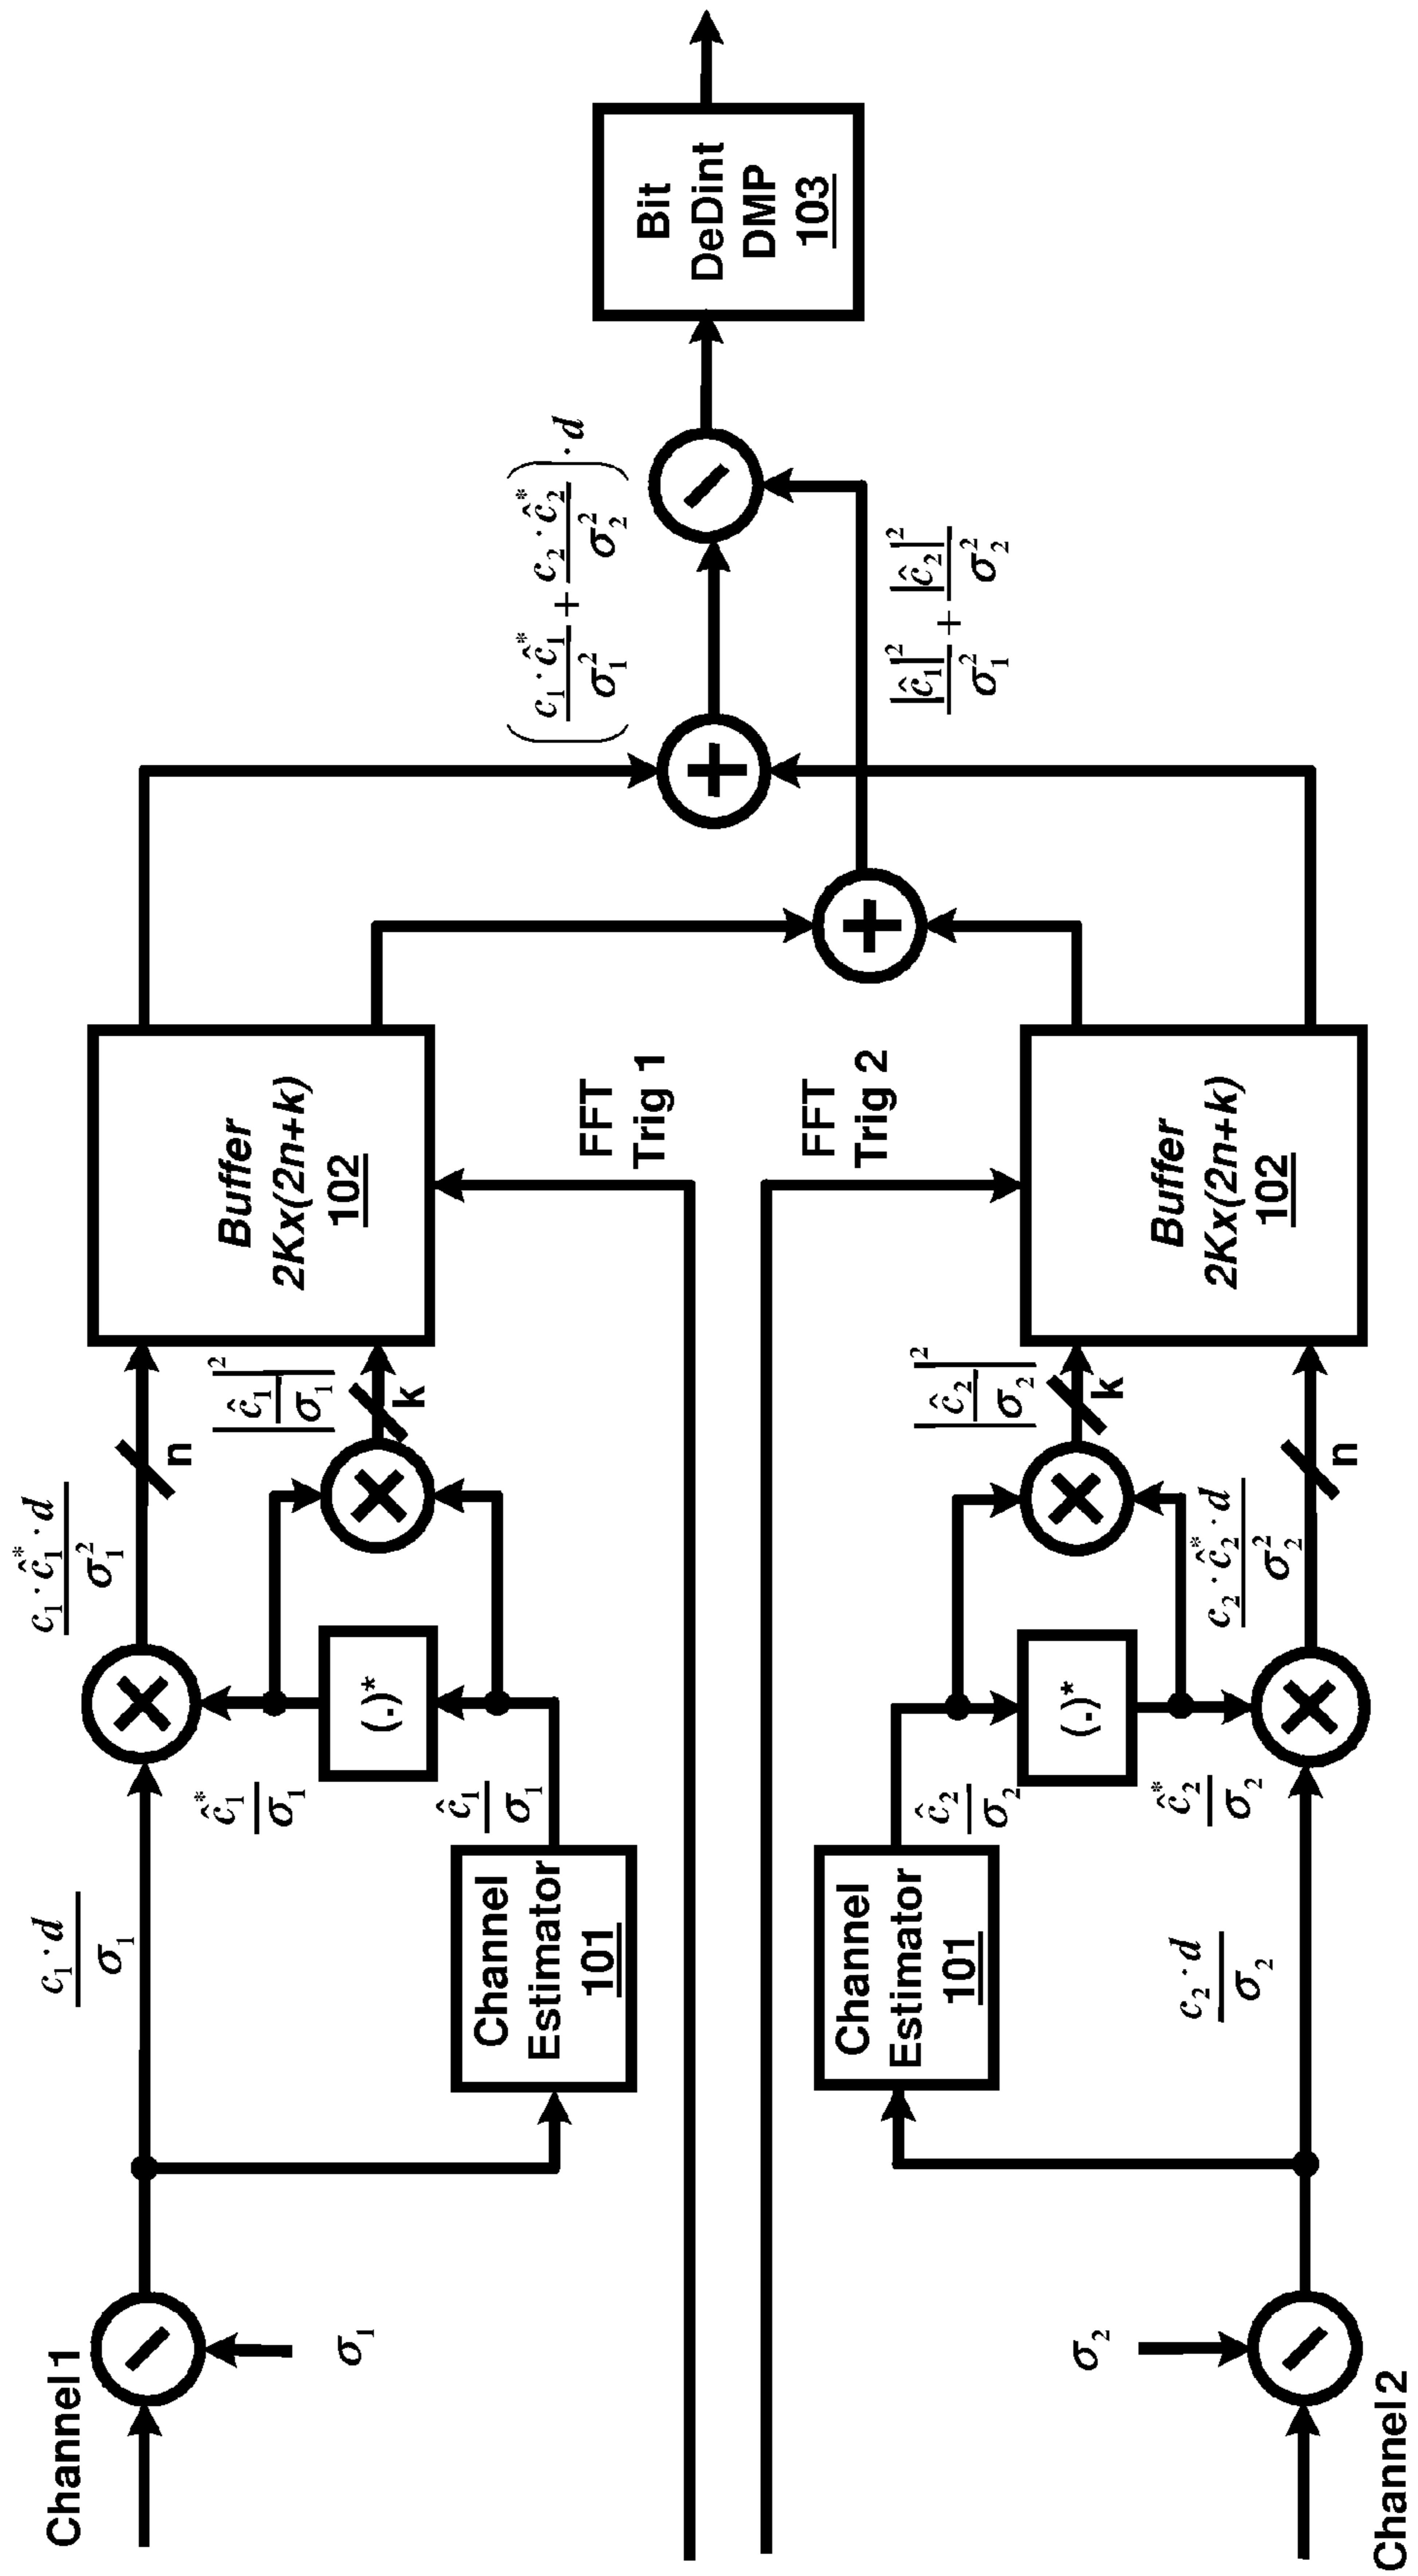 Channel 1
σ₁
c₁·d / σ₁
Channel
Estimator
101
ĉ₁ / σ₁
ĉ₁* / σ₁
(.)*
c₁·ĉ₁*·d / σ₁²
n
|ĉ₁ / σ₁|²
k
Buffer
2Kx(2n+k)
102
FFT
Trig 1
FFT
Trig 2
Channel 2
σ₂
c₂·d / σ₂
Channel
Estimator
101
ĉ₂ / σ₂
ĉ₂* / σ₂
(.)*
c₂·ĉ₂*·d / σ₂²
n
|ĉ₂ / σ₂|²
k
Buffer
2Kx(2n+k)
102
(c₁·ĉ₁* / σ₁² + c₂·ĉ₂* / σ₂²)·d
|ĉ₁|² / σ₁² + |ĉ₂|² / σ₂²
Bit
DeDint
DMP
103